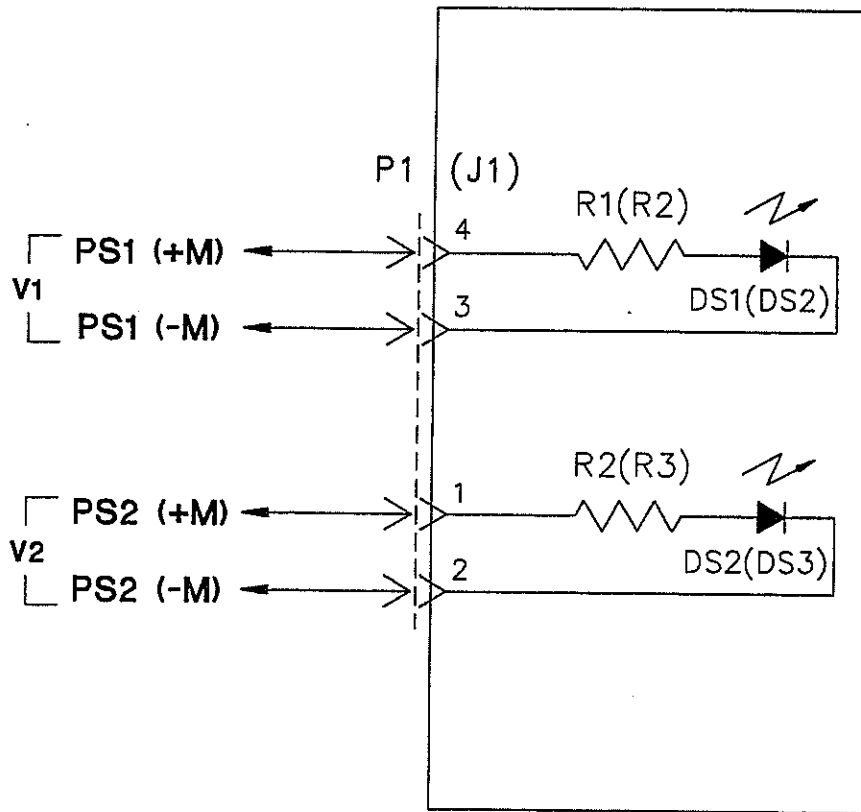 P1 (J1)
4
R1(R2)
PS1 (+M)
V1
DS1(DS2)
PS1 (-M)
3
R2(R3)
PS2 (+M)
1
V2
DS2(DS3)
PS2 (-M)
2